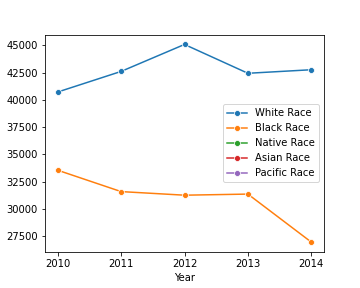 45000
42500
40000
37500
35000
32500
30000
27500
White Race
Black Race
Native Race
Asian Race
Pacific Race
2010 2011 2012 2013 2014
Year